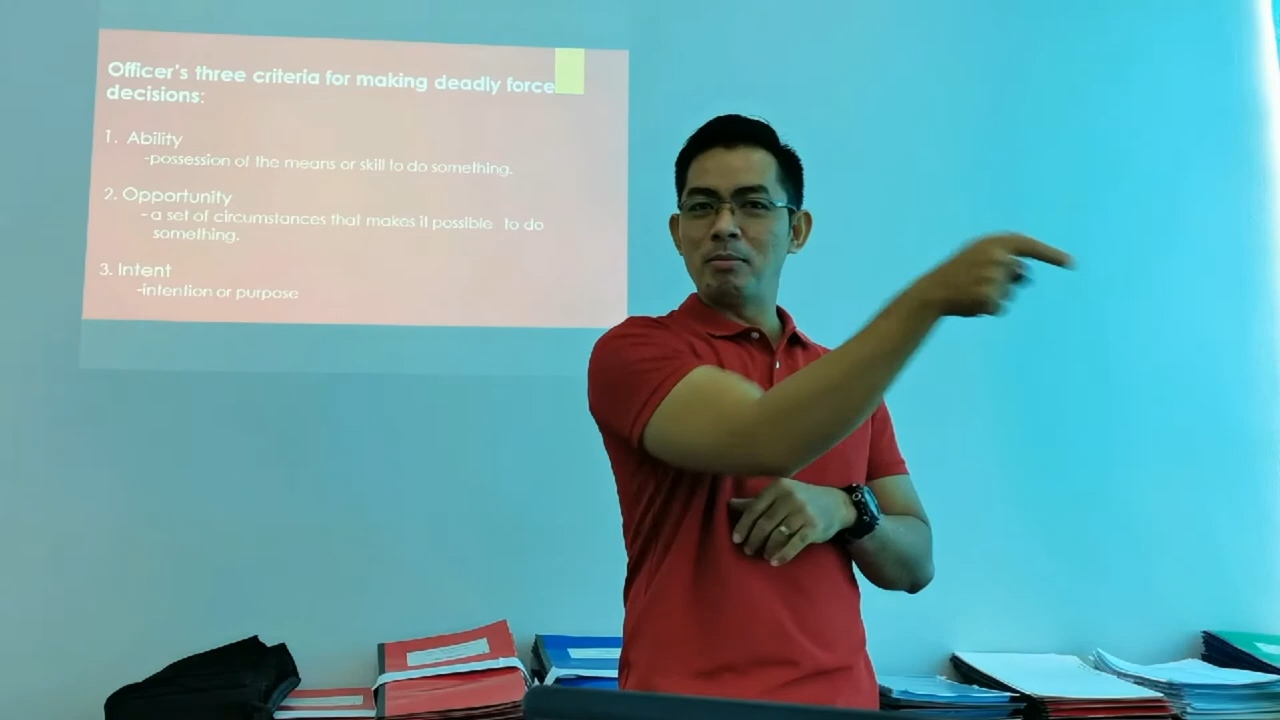 Officer's three criteria for making deadly force
decisions:
1. Ability
-possession of the means or skill to do something.
2. Opportunity
- a set of circumstances that makes it possible to do
something.
3. Intent
-intention or purpose